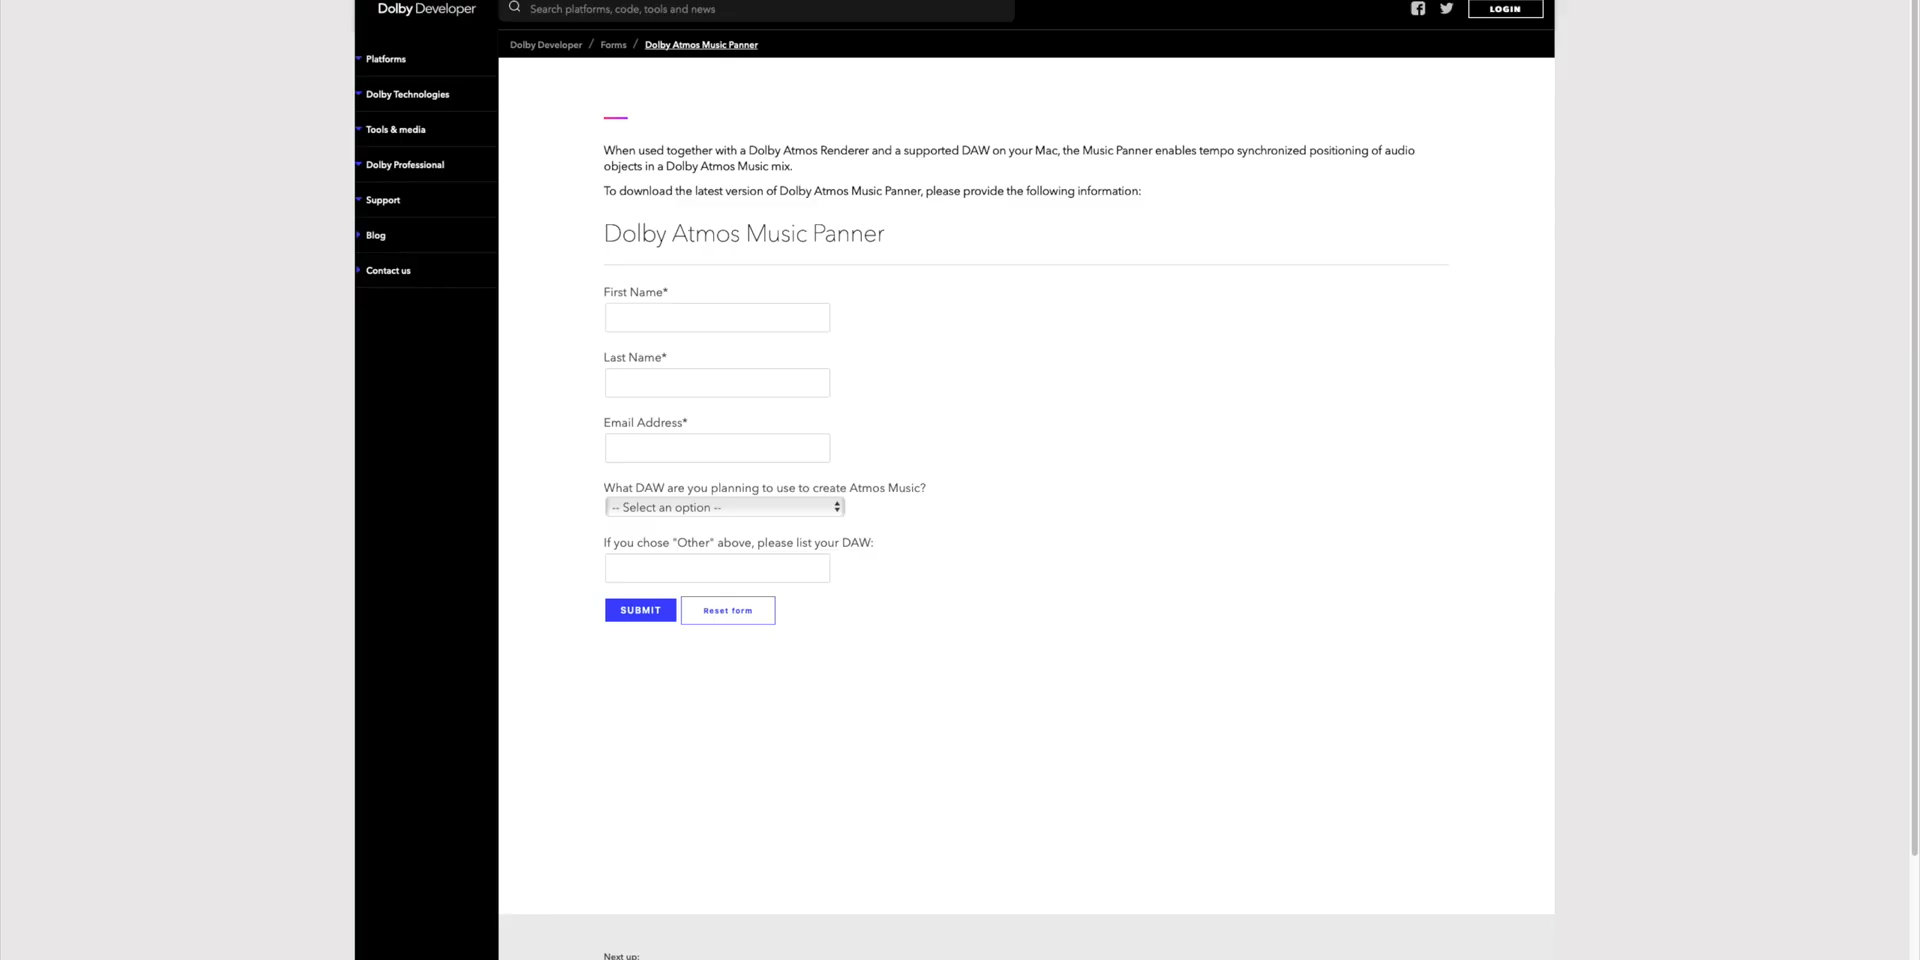 Dolby Developer
Search platforms, code, tools and news
LOGIN
Dolby Developer / Forms / Dolby Atmos Music Panner
Platforms
Dolby Technologies
Tools & media
Dolby Professional
Support
Blog
Contact us
When used together with a Dolby Atmos Renderer and a supported DAW on your Mac, the Music Panner enables tempo synchronized positioning of audio
objects in a Dolby Atmos Music mix.
To download the latest version of Dolby Atmos Music Panner, please provide the following information:
Dolby Atmos Music Panner
First Name*
Last Name*
Email Address*
What DAW are you planning to use to create Atmos Music?
-- Select an option --
If you chose "Other" above, please list your DAW:
SUBMIT
Reset form
Next up: